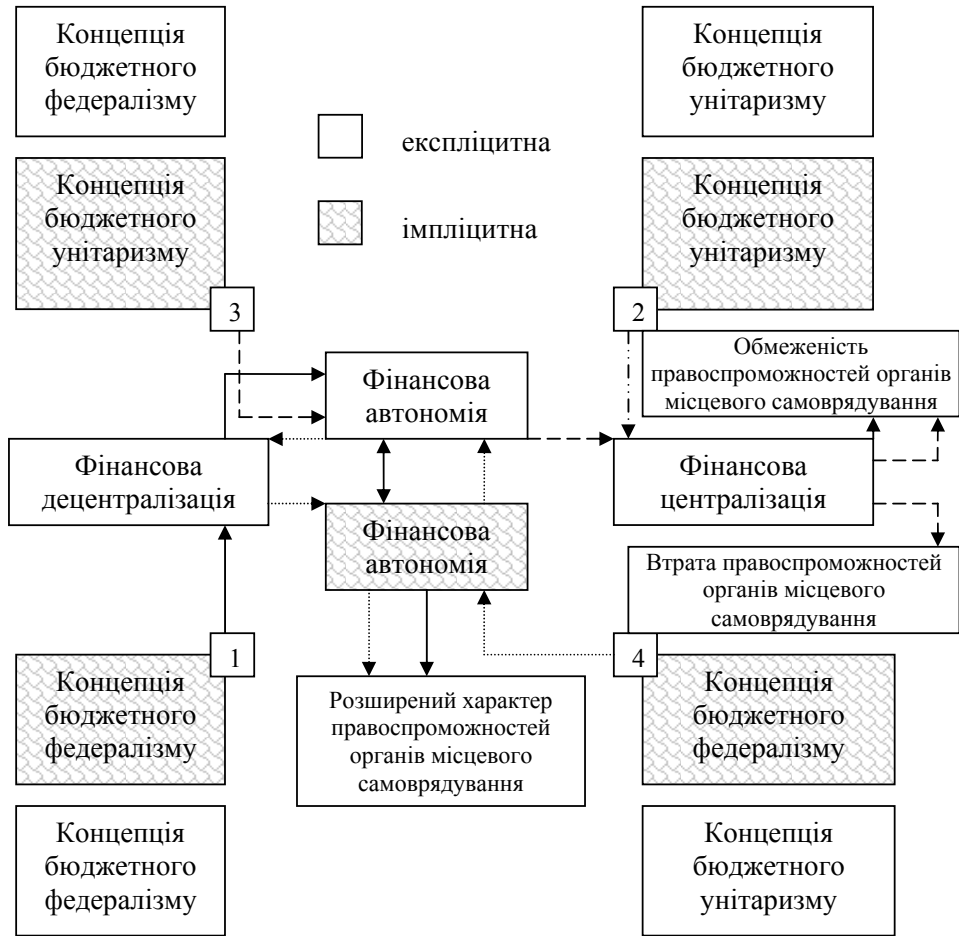 Концепція
бюджетного
федералізму
Концепція
бюджетного
унітаризму
експліцитна
імпліцитна
Концепція
бюджетного
унітаризму
Концепція
бюджетного
унітаризму
3
2
Обмеженість
правоспроможностей органів
місцевого самоврядування
Фінансова
автономія
Фінансова
децентралізація
Фінансова
централізація
Фінансова
автономія
Втрата правоспроможностей
органів місцевого
самоврядування
1
4
Концепція
бюджетного
федералізму
Розширений характер
правоспроможностей
органів місцевого
самоврядування
Концепція
бюджетного
федералізму
Концепція
бюджетного
федералізму
Концепція
бюджетного
унітаризму